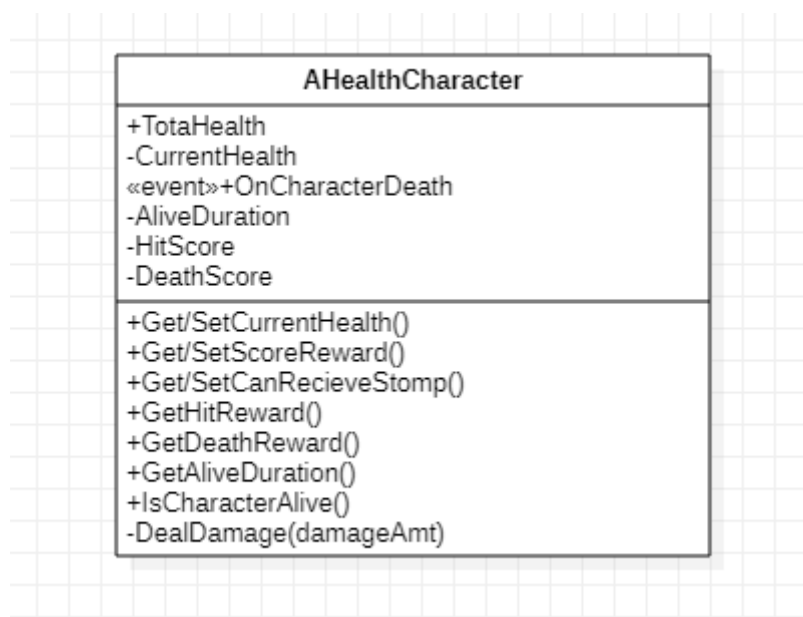 AHealthCharacter
+TotaHealth
-CurrentHealth
«event»+OnCharacterDeath
-AliveDuration
-HitScore
-DeathScore
+Get/SetCurrentHealth()
+Get/SetScoreReward()
+Get/SetCanRecieveStomp()
+GetHitReward()
+GetDeathReward()
+GetAliveDuration()
+IsCharacterAlive()
-DealDamage(damageAmt)